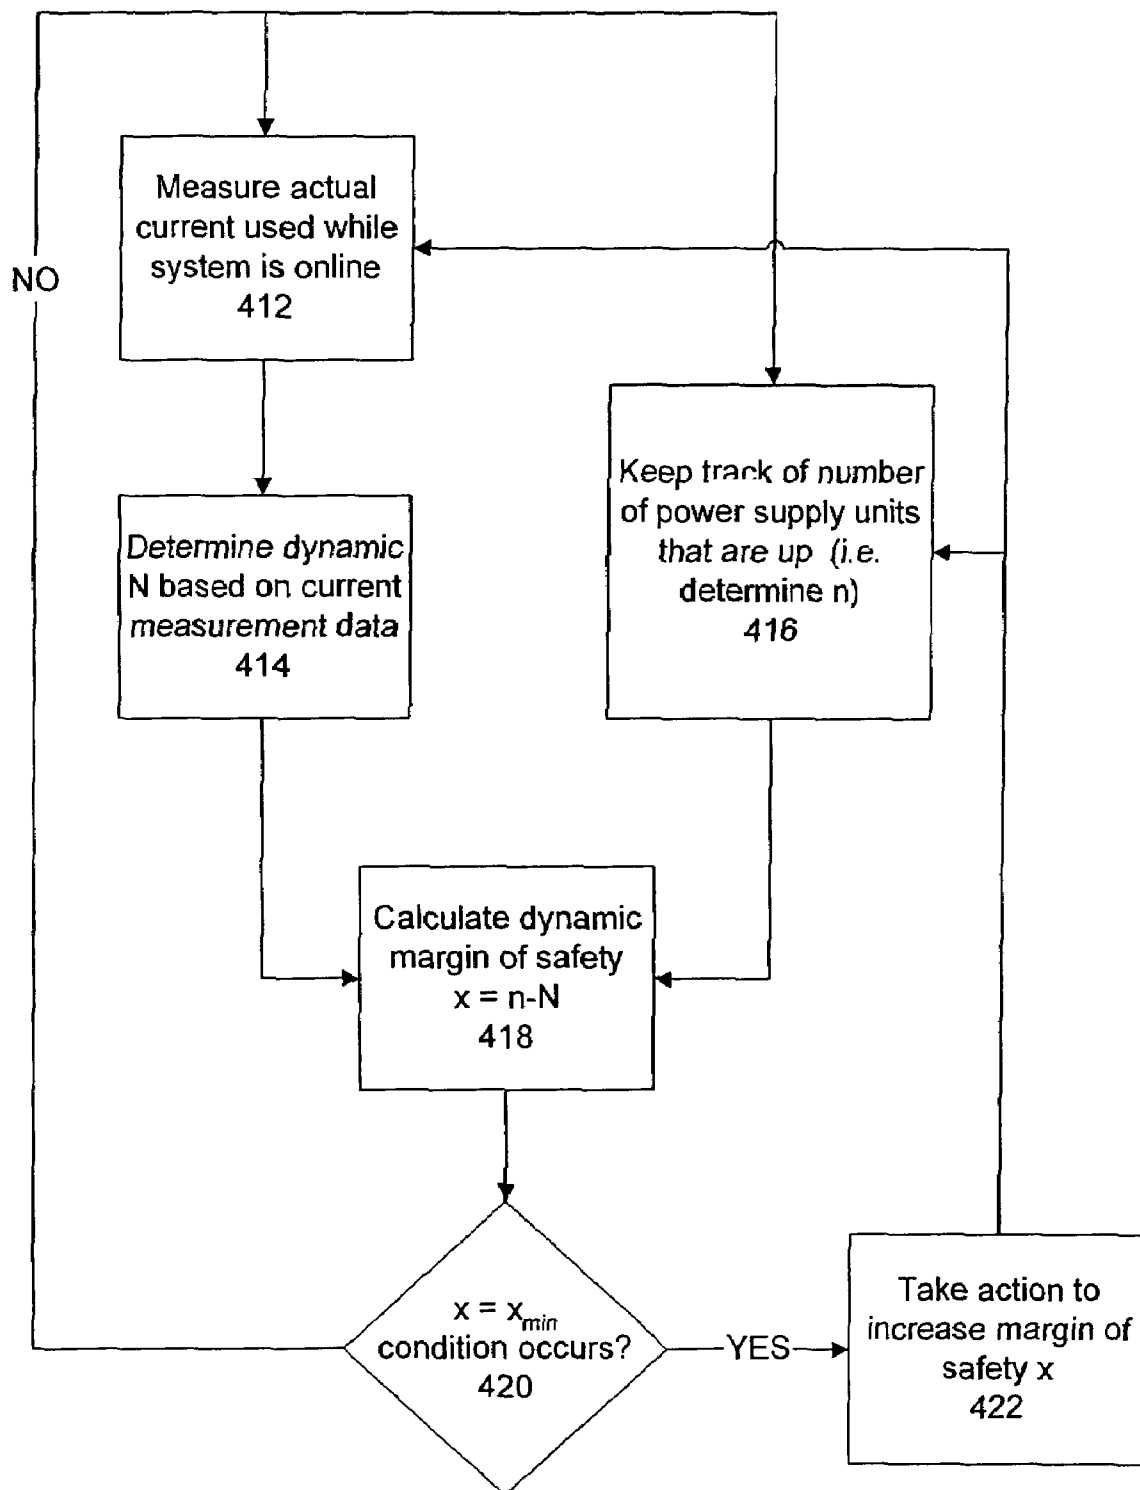 Measure actual
current used while
system is online
412
NO
Keep track of number
of power supply units
that are up (i.e.
determine n)
416
Determine dynamic
N based on current
measurement data
414
Calculate dynamic
margin of safety
x = n-N
418
x = xmin
condition occurs?
420
YES
Take action to
increase margin of
safety x
422